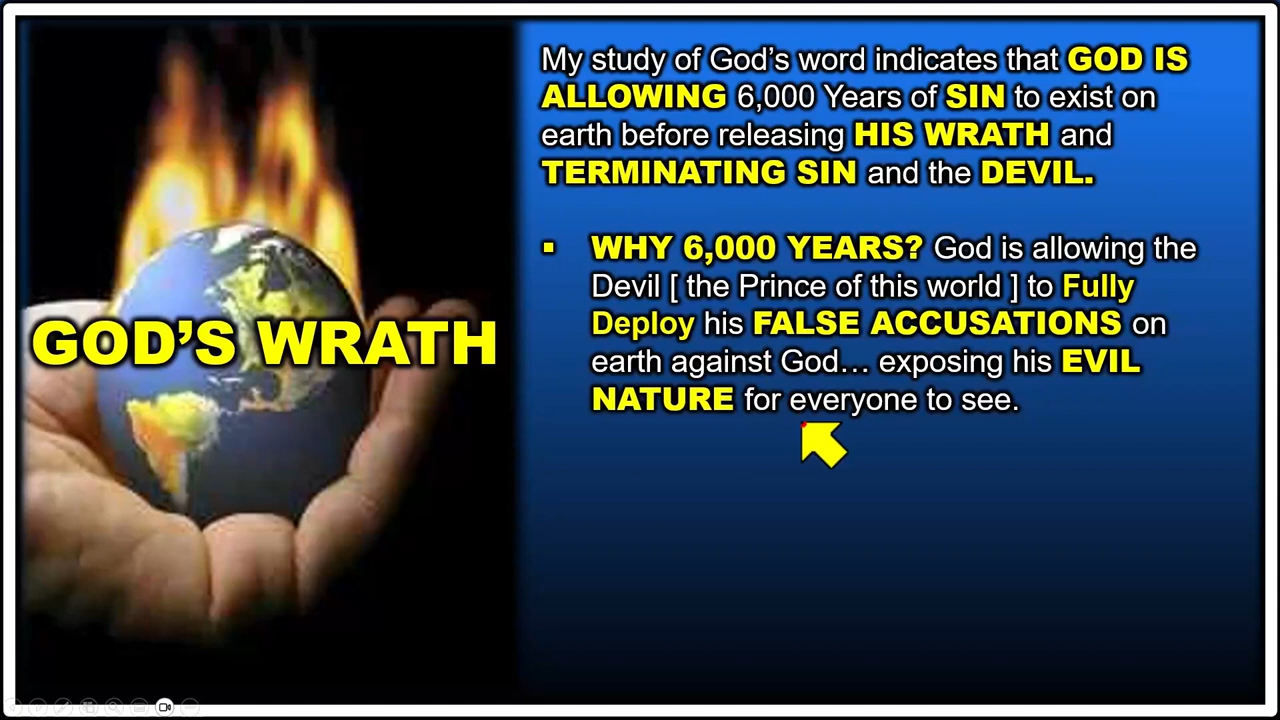 GOD’S WRATH
My study of God’s word indicates that GOD IS
ALLOWING 6,000 Years of SIN to exist on
earth before releasing HIS WRATH and
TERMINATING SIN and the DEVIL.
▪ WHY 6,000 YEARS? God is allowing the
Devil [ the Prince of this world ] to Fully
Deploy his FALSE ACCUSATIONS on
earth against God… exposing his EVIL
NATURE for everyone to see.